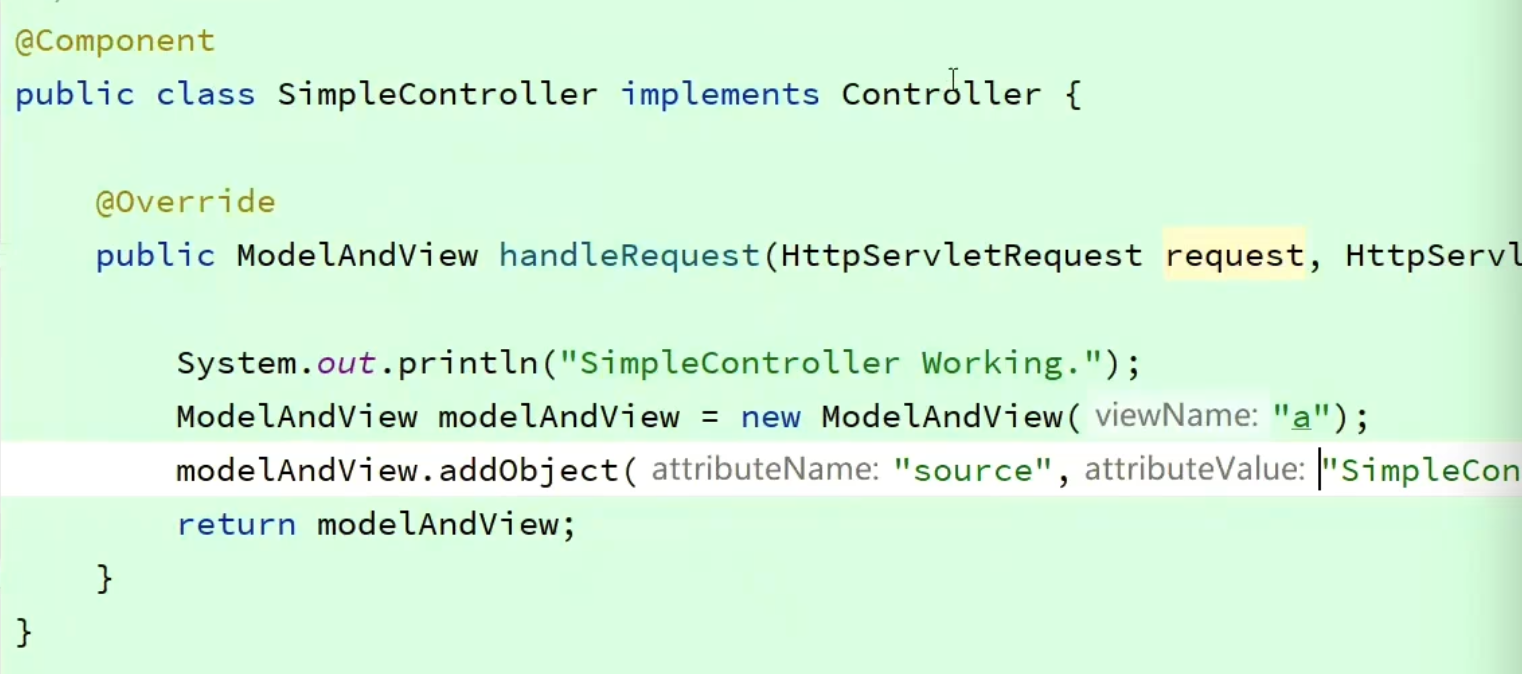 @Component
public class SimpleController implements Controller {
@Override
public ModelAndView handleRequest(HttpServletRequest request, HttpServl
System.out.println("SimpleController Working.");
ModelAndView modelAndView = new ModelAndView( viewName: "a");
modelAndView.addObject( attributeName: "source", attributeValue: "SimpleCon
return modelAndView;
}
}